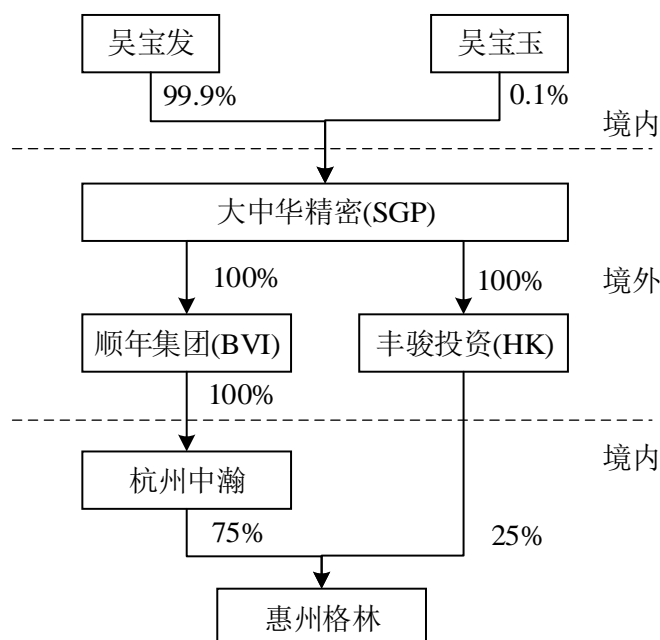 吴宝发
吴宝玉
99.9%
0.1%
境内
大中华精密(SGP)
100%
100%
境外
顺年集团(BVI)
丰骏投资(HK)
100%
境内
杭州中瀚
75%
25%
惠州格林